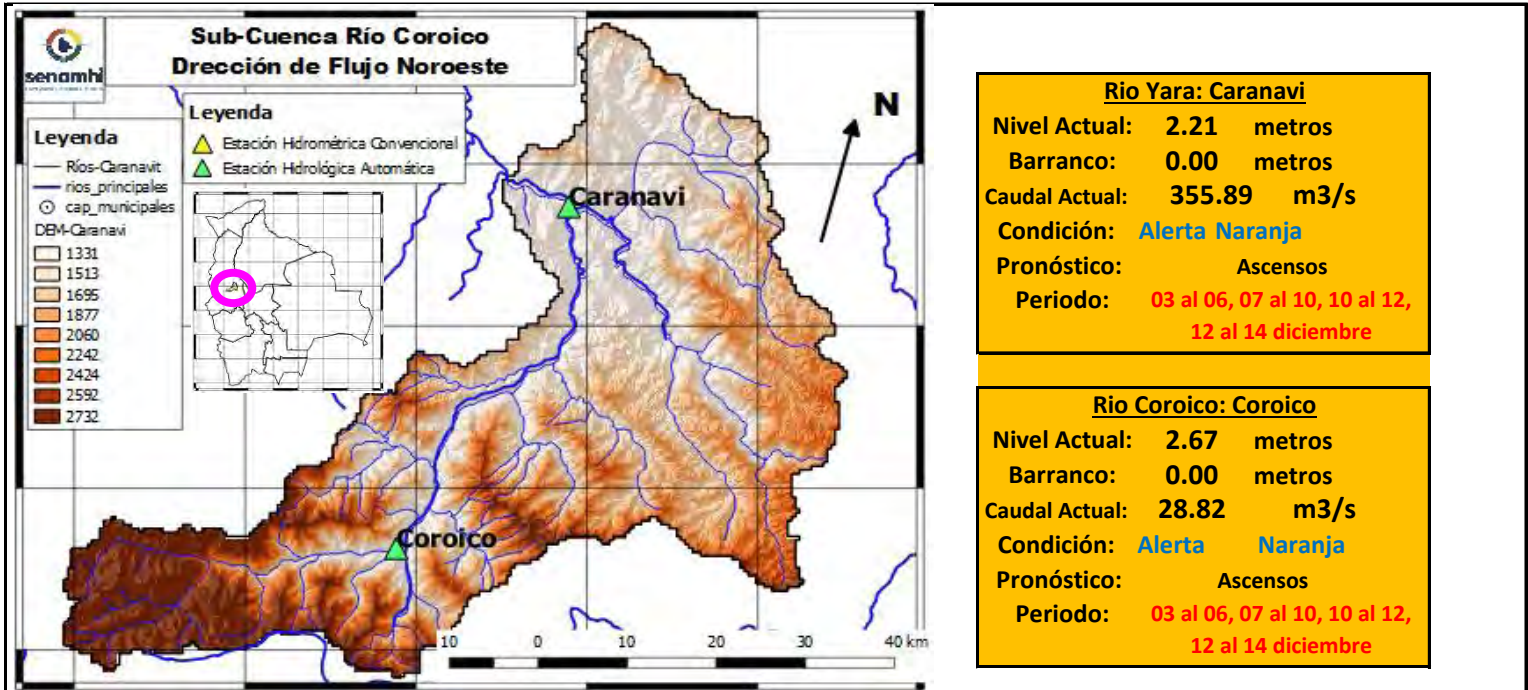 senamhi
Sub-Cuenca Río Coroico
Drección de Flujo Noroeste
Leyenda
Estación Hidrométrica Convencional
Estación Hidrológica Automática
Leyenda
Ríos-Caranavit
rios_principales
cap_municipales
DEM-Caranavi
1331
1513
1695
1877
2060
2242
2424
2592
2732
N
Caranavi
Coroico
10 0 10 20 30 40 km
Rio Yara: Caranavi
Nivel Actual: 2.21 metros
Barranco: 0.00 metros
Caudal Actual: 355.89 m3/s
Condición: Alerta Naranja
Pronóstico: Ascensos
Periodo: 03 al 06, 07 al 10, 10 al 12,
12 al 14 diciembre
Rio Coroico: Coroico
Nivel Actual: 2.67 metros
Barranco: 0.00 metros
Caudal Actual: 28.82 m3/s
Condición: Alerta Naranja
Pronóstico: Ascensos
Periodo: 03 al 06, 07 al 10, 10 al 12,
12 al 14 diciembre